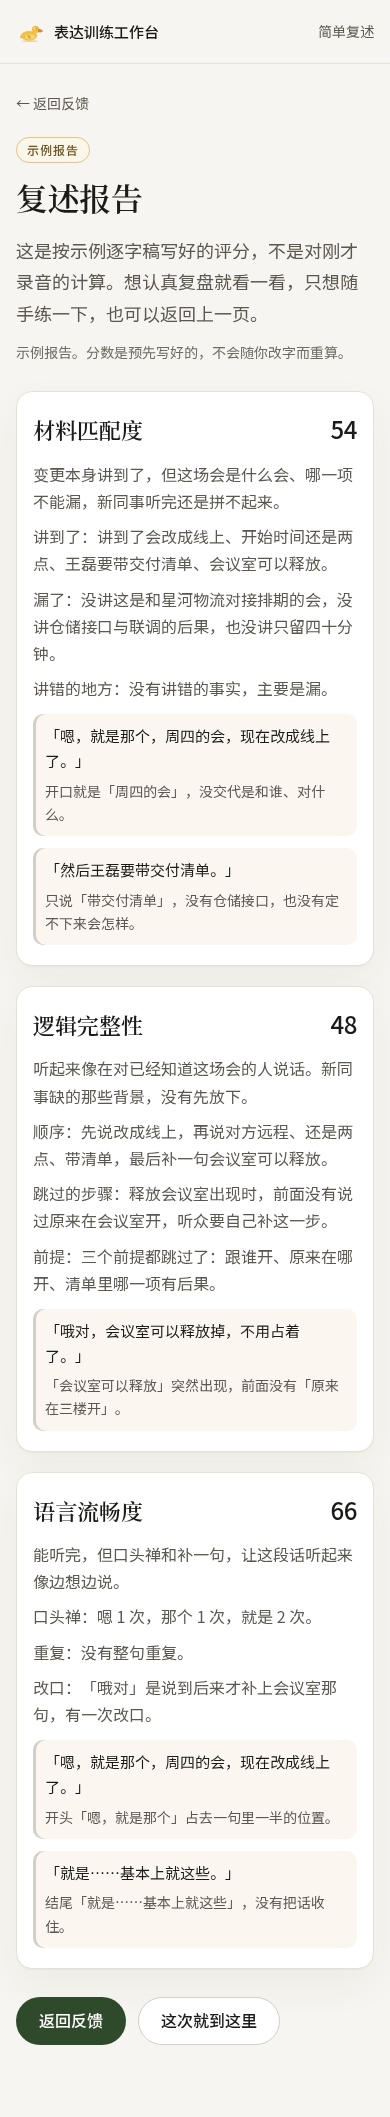 表达训练工作台
简单复述
← 返回反馈
示例报告
复述报告
这是按示例逐字稿写好的评分，不是对刚才
录音的计算。想认真复盘就看一看，只想随
手练一下，也可以返回上一页。
示例报告。分数是预先写好的，不会随你改字而重算。
材料匹配度 54
变更本身讲到了，但这场会是什么会、哪一项
不能漏，新同事听完还是拼不起来。
讲到了：讲到了会改成线上、开始时间还是两
点、王磊要带交付清单、会议室可以释放。
漏了：没讲这是和星河物流对接排期的会，没
讲仓储接口与联调的后果，也没讲只留四十分
钟。
讲错的地方：没有讲错的事实，主要是漏。
「嗯，就是那个，周四的会，现在改成线上
了。」
开口就是「周四的会」，没交代是和谁、对什
么。
「然后王磊要带交付清单。」
只说「带交付清单」，没有仓储接口，也没有定
不下来会怎样。
逻辑完整性 48
听起来像在对已经知道这场会的人说话。新同
事缺的那些背景，没有先放下。
顺序：先说改成线上，再说对方远程、还是两
点、带清单，最后补一句会议室可以释放。
跳过的步骤：释放会议室出现时，前面没有说
过原来在会议室开，听众要自己补这一步。
前提：三个前提都跳过了：跟谁开、原来在哪
开、清单里哪一项有后果。
「哦对，会议室可以释放掉，不用占着
了。」
「会议室可以释放」突然出现，前面没有「原来
在三楼开」。
语言流畅度 66
能听完，但口头禅和补一句，让这段话听起来
像边想边说。
口头禅：嗯 1 次，那个 1 次，就是 2 次。
重复：没有整句重复。
改口：「哦对」是说到后来才补上会议室那
句，有一次改口。
「嗯，就是那个，周四的会，现在改成线上
了。」
开头「嗯，就是那个」占去一句里一半的位置。
「就是……基本上就这些。」
结尾「就是……基本上就这些」，没有把话收
住。
返回反馈
这次就到这里